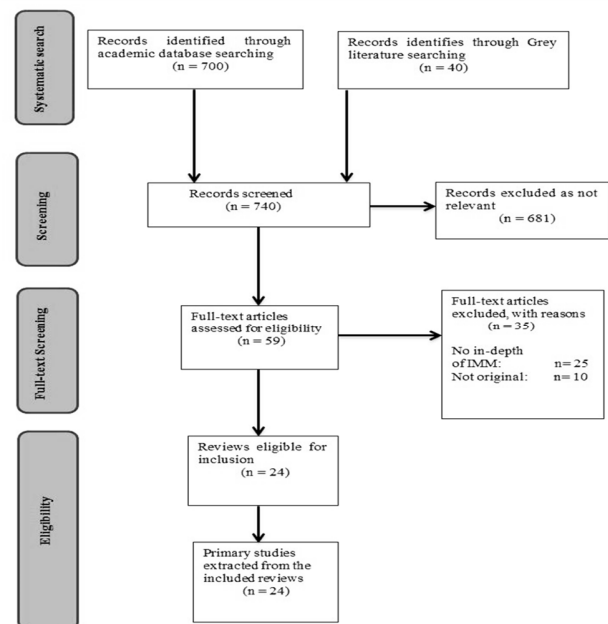 Systematic search
Records identified through
academic database searching
(n = 700)
Records identifies through Grey
literature searching
(n = 40)
Screening
Records screened
(n = 740)
Records excluded as not
relevant
(n = 681)
Full-text Screening
Full-text articles
assessed for eligibility
(n = 59)
Full-text articles
excluded, with reasons
(n = 35)
No in-depth
of IMM: n= 25
Not original: n= 10
Eligibility
Reviews eligible for
inclusion
(n = 24)
Primary studies
extracted from the
included reviews
(n = 24)